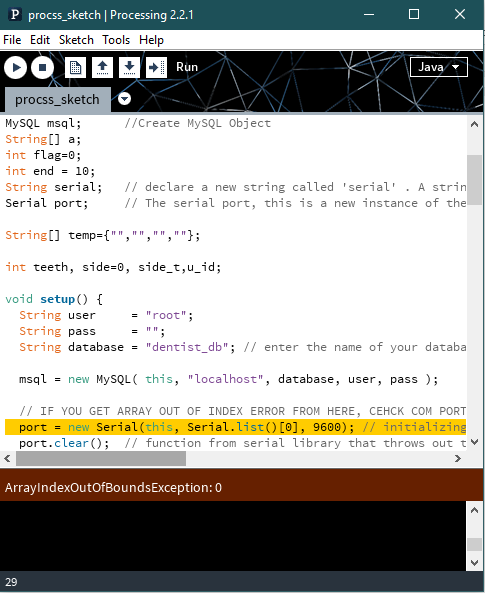 P procss_sketch | Processing 2.2.1
File Edit Sketch Tools Help
Run
Java
procss_sketch
MySQL msql;      //Create MySQL Object
String[] a;
int flag=0;
int end = 10;
String serial;   // declare a new string called 'serial' . A strin
Serial port;     // The serial port, this is a new instance of the
String[] temp={"","","",""};
int teeth, side=0, side_t,u_id;
void setup() {
  String user     = "root";
  String pass     = "";
  String database = "dentist_db"; // enter the name of your databa
  msql = new MySQL( this, "localhost", database, user, pass );
  // IF YOU GET ARRAY OUT OF INDEX ERROR FROM HERE, CEHCK COM PORT
  port = new Serial(this, Serial.list()[0], 9600); // initializing
  port.clear();  // function from serial library that throws out t
ArrayIndexOutOfBoundsException: 0
29